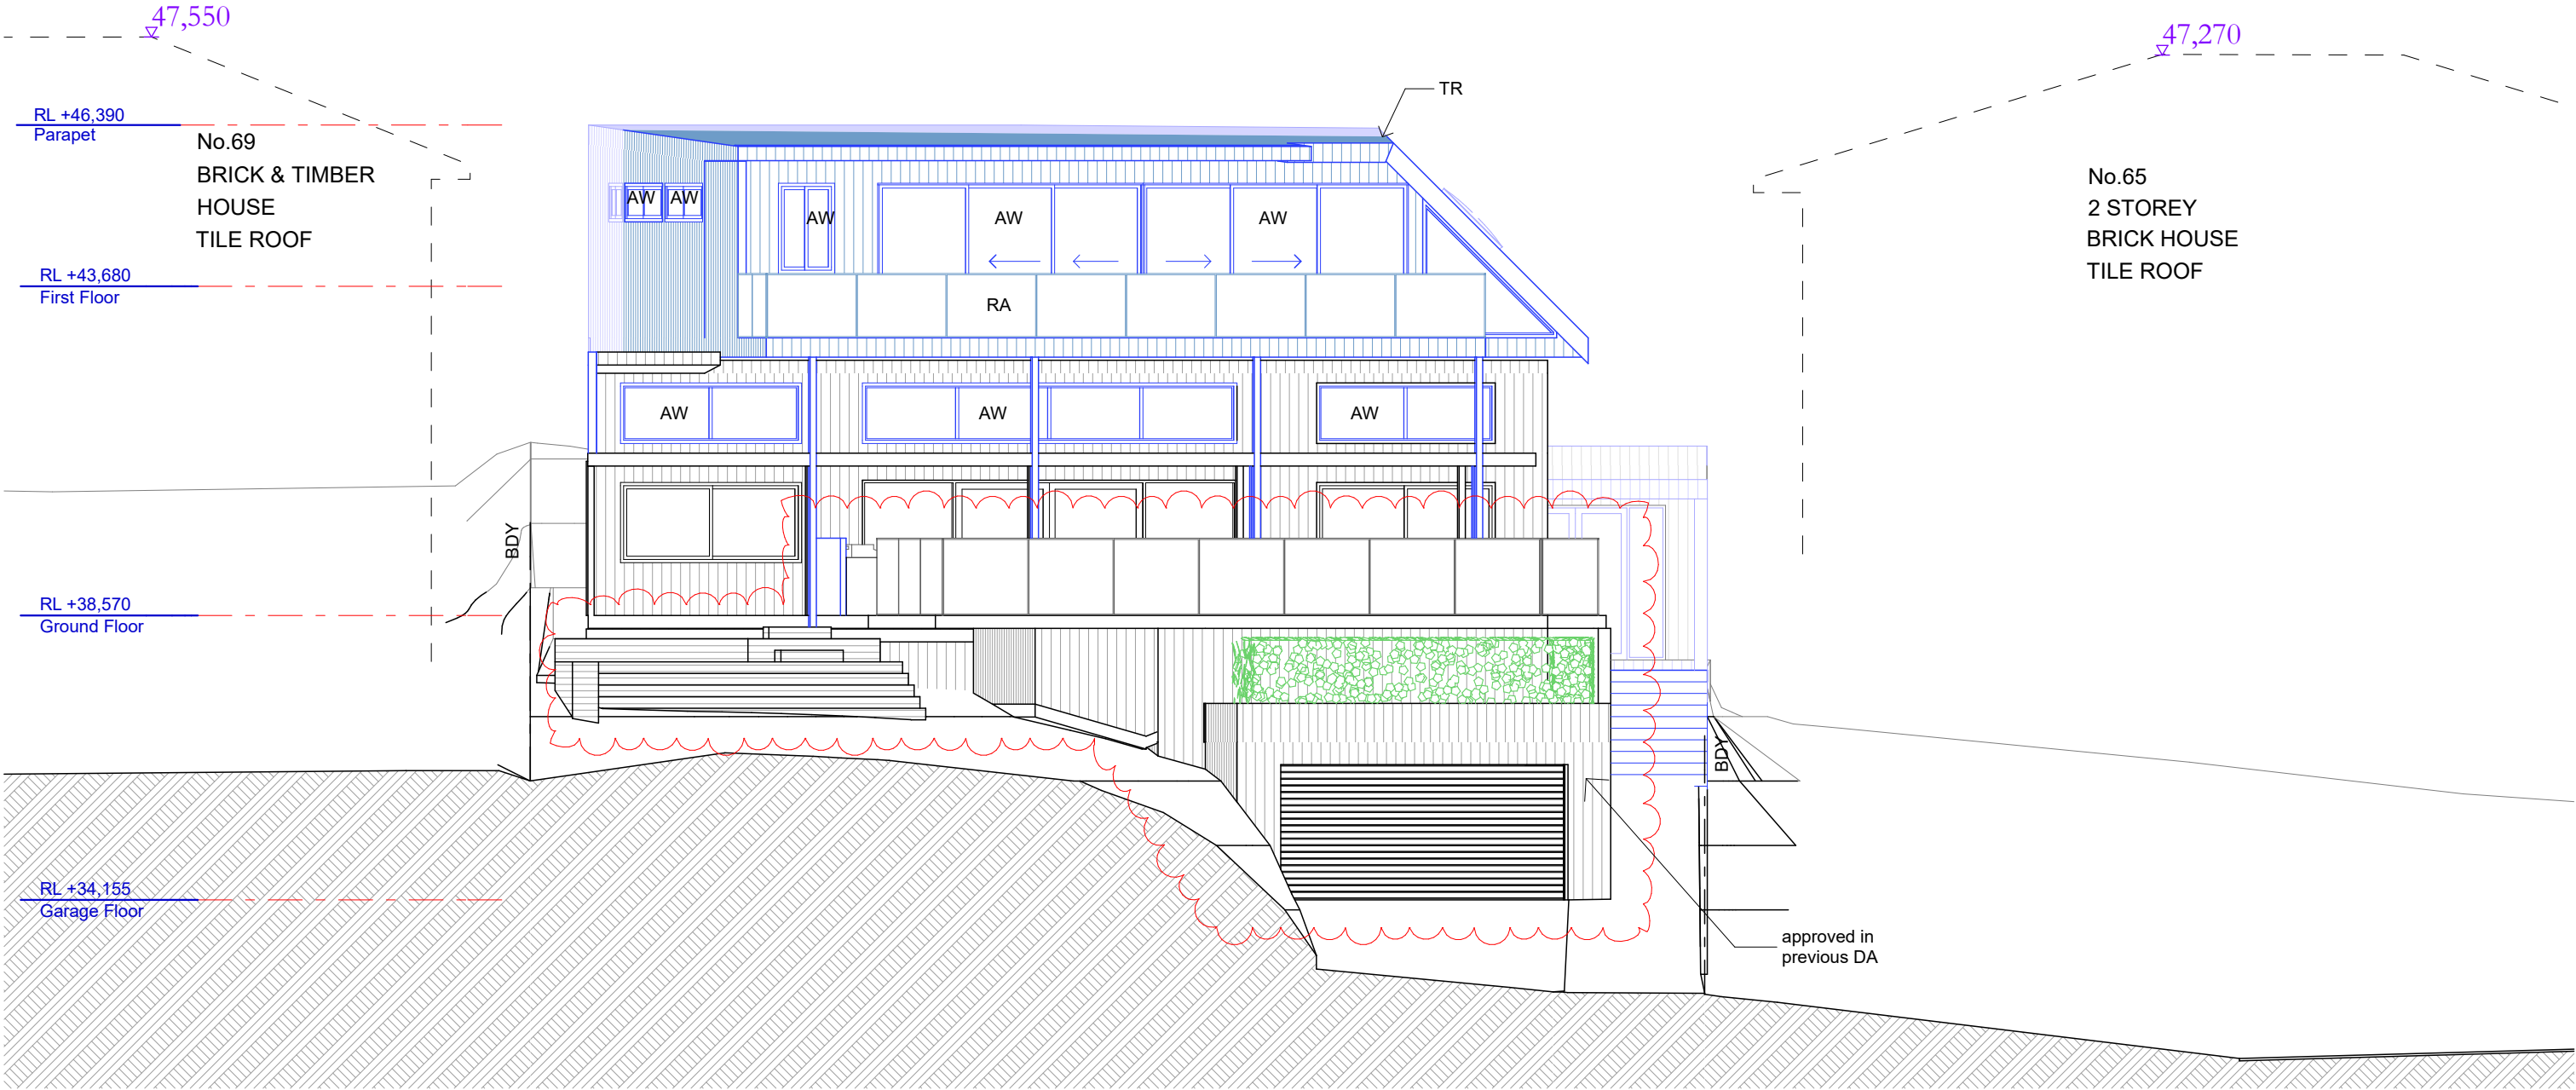 47,550
47,270
TR
RL +46,390
Parapet
No.69
BRICK & TIMBER
HOUSE
TILE ROOF
No.65
2 STOREY
BRICK HOUSE
TILE ROOF
AW
AW
AW
AW
AW
RL +43,680
First Floor
RA
AW
AW
AW
BDY
RL +38,570
Ground Floor
BDY
RL +34,155
Garage Floor
approved in
previous DA